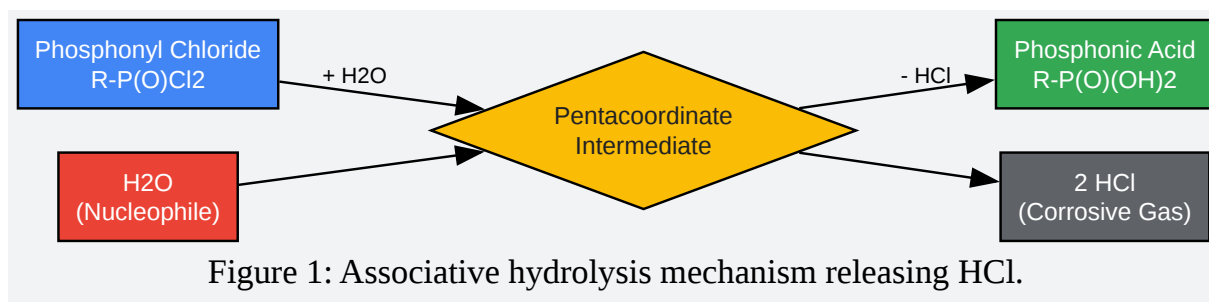 Phosphonyl Chloride
R-P(O)Cl2
+ H2O
H2O
(Nucleophile)
Pentacoordinate
Intermediate
- HCl
Phosphonic Acid
R-P(O)(OH)2
2 HCl
(Corrosive Gas)
Figure 1: Associative hydrolysis mechanism releasing HCl.